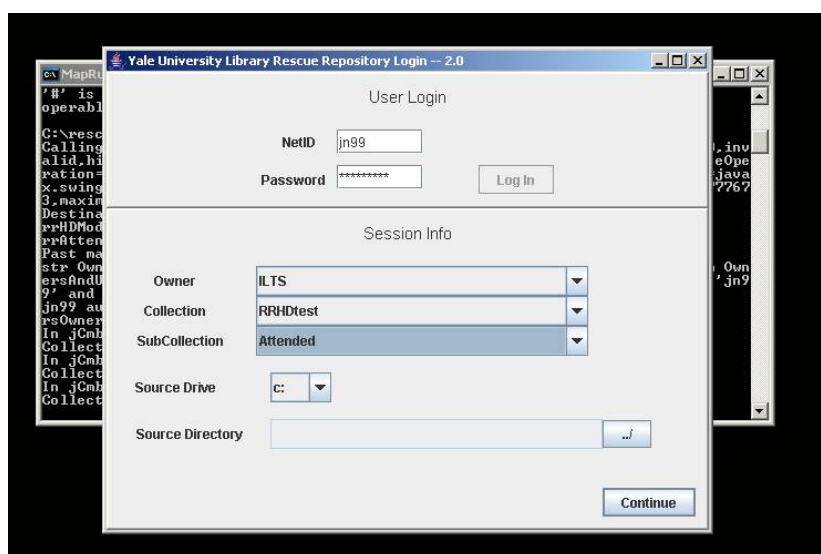 Yale University Library Rescue Repository Login -- 2.0
User Login
NetID jn99
Password *********
Log In
Session Info
Owner ILTS
Collection RRHDtest
SubCollection Attended
Source Drive c:
Source Directory ../
Continue
MapRu
'#' is
operabl
C:\resc
Calling ,inv
alid,hi eOpe
ration= =java
x.swing 77767
3,maxim
Destina
rrHDMod
rrAtten
Past ma
str Own Own
ersAndU 'jn9
9' and
jn99 au
rsOwner
In jCmb
Collect
In jCmb
Collect
In jCmb
Collect